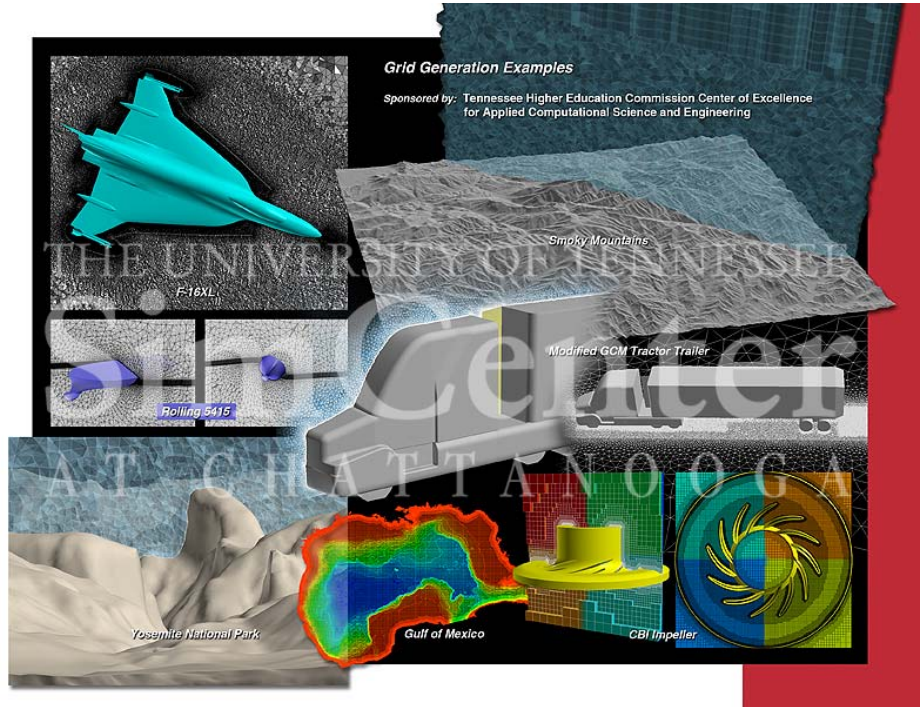 Grid Generation Examples
Sponsored by: Tennessee Higher Education Commission Center of Excellence
for Applied Computational Science and Engineering
Smoky Mountains
THE UNIVERSITY OF TENNESSEE
F-16XL
SimCenter
Modified GCM Tractor Trailer
Rolling 5415
AT CHATTANOOGA
Yosemite National Park
Gulf of Mexico
CBI Impeller